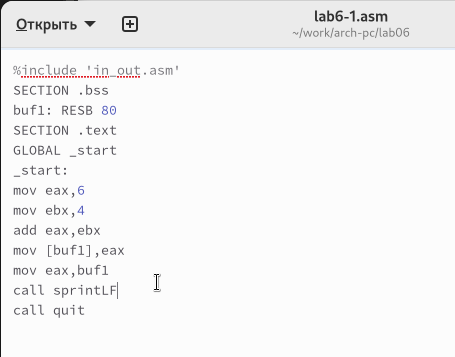 Открыть
lab6-1.asm
~/work/arch-pc/lab06
%include 'in_out.asm'
SECTION .bss
buf1: RESB 80
SECTION .text
GLOBAL _start
_start:
mov eax,6
mov ebx,4
add eax,ebx
mov [buf1],eax
mov eax,buf1
call sprintLF
call quit